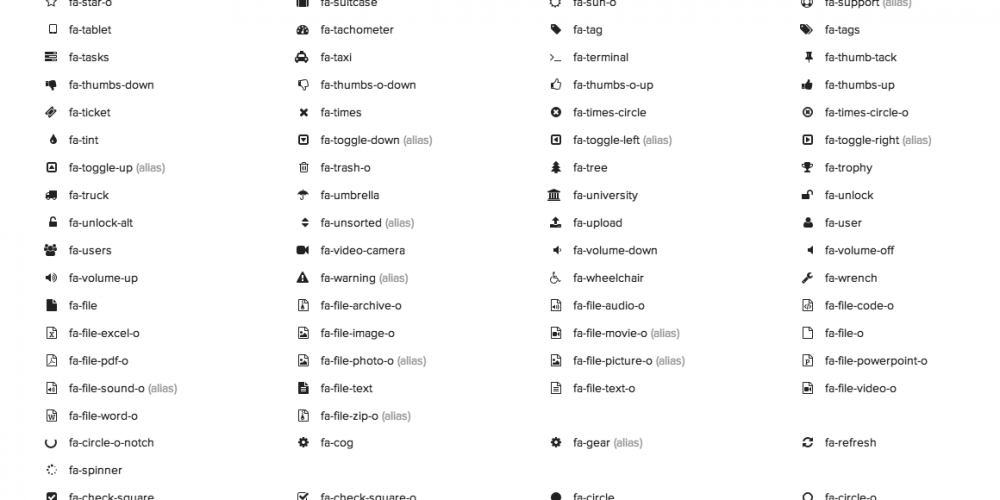 fa-star-o fa-suitcase fa-sun-o fa-support (alias)
fa-tablet fa-tachometer fa-tag fa-tags
fa-tasks fa-taxi fa-terminal fa-thumb-tack
fa-thumbs-down fa-thumbs-o-down fa-thumbs-o-up fa-thumbs-up
fa-ticket fa-times fa-times-circle fa-times-circle-o
fa-tint fa-toggle-down (alias) fa-toggle-left (alias) fa-toggle-right (alias)
fa-toggle-up (alias) fa-trash-o fa-tree fa-trophy
fa-truck fa-umbrella fa-university fa-unlock
fa-unlock-alt fa-unsorted (alias) fa-upload fa-user
fa-users fa-video-camera fa-volume-down fa-volume-off
fa-volume-up fa-warning (alias) fa-wheelchair fa-wrench
fa-file fa-file-archive-o fa-file-audio-o fa-file-code-o
fa-file-excel-o fa-file-image-o fa-file-movie-o (alias) fa-file-o
fa-file-pdf-o fa-file-photo-o (alias) fa-file-picture-o (alias) fa-file-powerpoint-o
fa-file-sound-o (alias) fa-file-text fa-file-text-o fa-file-video-o
fa-file-word-o fa-file-zip-o (alias)
fa-circle-o-notch fa-cog fa-gear (alias) fa-refresh
fa-spinner
fa-check-square fa-check-square-o fa-circle fa-circle-o